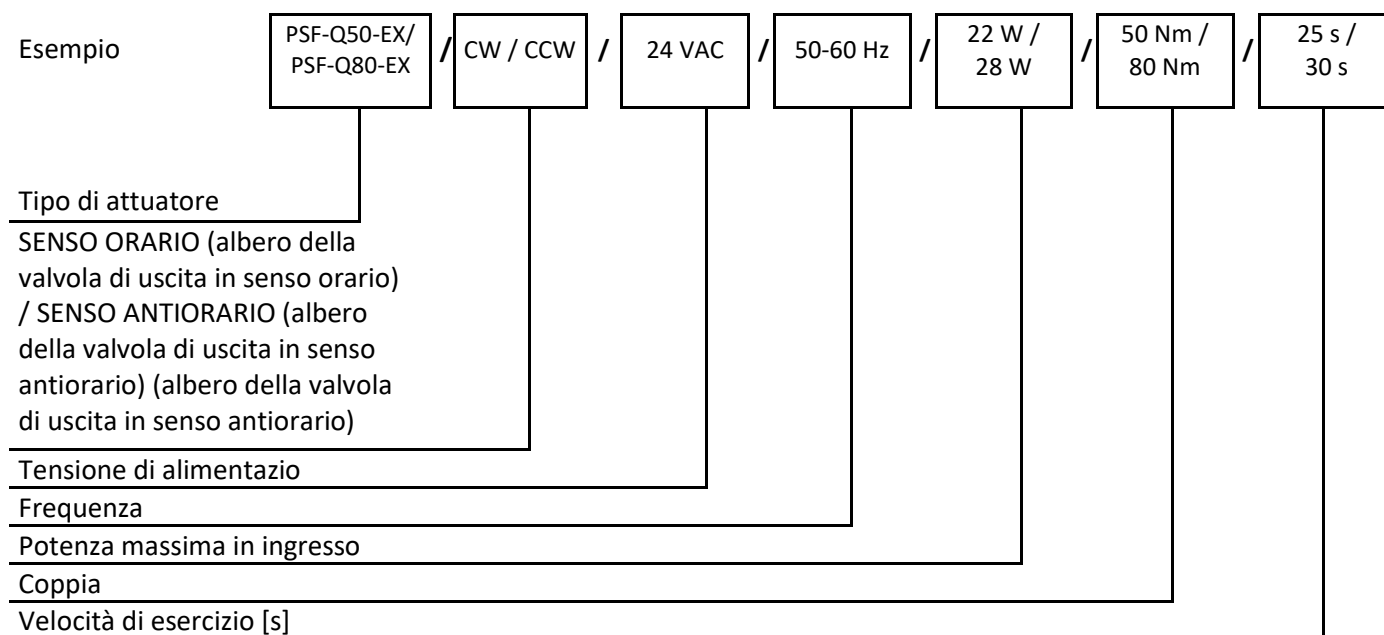 Esempio
PSF-Q50-EX/
PSF-Q80-EX
/
CW / CCW
/
24 VAC
/
50-60 Hz
/
22 W /
28 W
/
50 Nm /
80 Nm
/
25 s /
30 s
Tipo di attuatore
SENSO ORARIO (albero della
valvola di uscita in senso orario)
/ SENSO ANTIORARIO (albero
della valvola di uscita in senso
antiorario) (albero della valvola
di uscita in senso antiorario)
Tensione di alimentazio
Frequenza
Potenza massima in ingresso
Coppia
Velocità di esercizio [s]